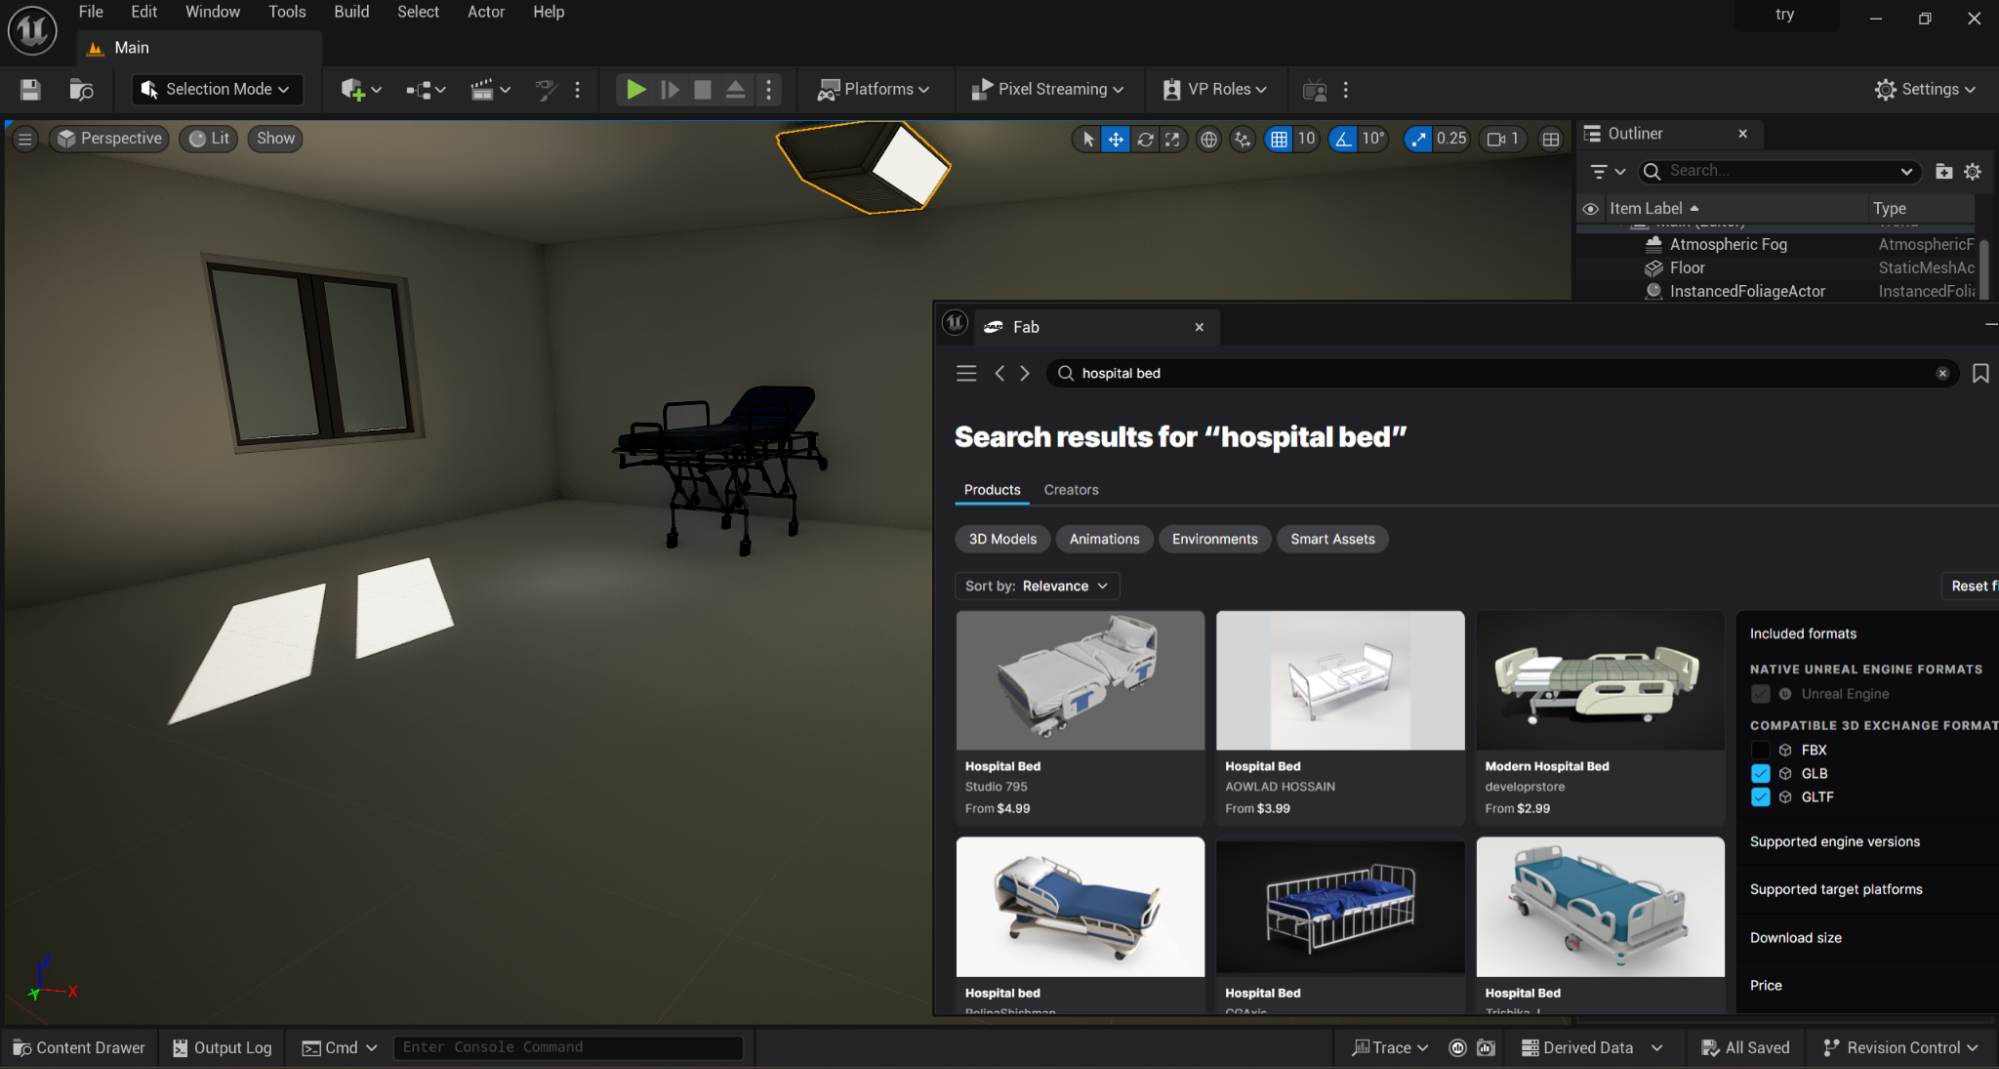 File Edit Window Tools Build Select Actor Help
try
Main
Selection Mode
Platforms
Pixel Streaming
VP Roles
Settings
Perspective Lit Show
10 10° 0.25 1
Outliner
Search...
Item Label Type
Main (Editor) World
Atmospheric Fog AtmosphericF
Floor StaticMeshAc
InstancedFoliageActor InstancedFoli
Fab
hospital bed
Search results for “hospital bed”
Products Creators
3D Models Animations Environments Smart Assets
Sort by: Relevance
Reset fi
Hospital Bed
Studio 795
From $4.99
Hospital Bed
AOWLAD HOSSAIN
From $3.99
Modern Hospital Bed
developrstore
From $2.99
Included formats
NATIVE UNREAL ENGINE FORMATS
Unreal Engine
COMPATIBLE 3D EXCHANGE FORMAT
FBX
GLB
GLTF
Supported engine versions
Supported target platforms
Download size
Price
Hospital bed
PolinaShishman
Hospital Bed
CGAxis
Hospital Bed
Z
X
Y
Content Drawer Output Log Cmd Enter Console Command Trace Derived Data All Saved Revision Control